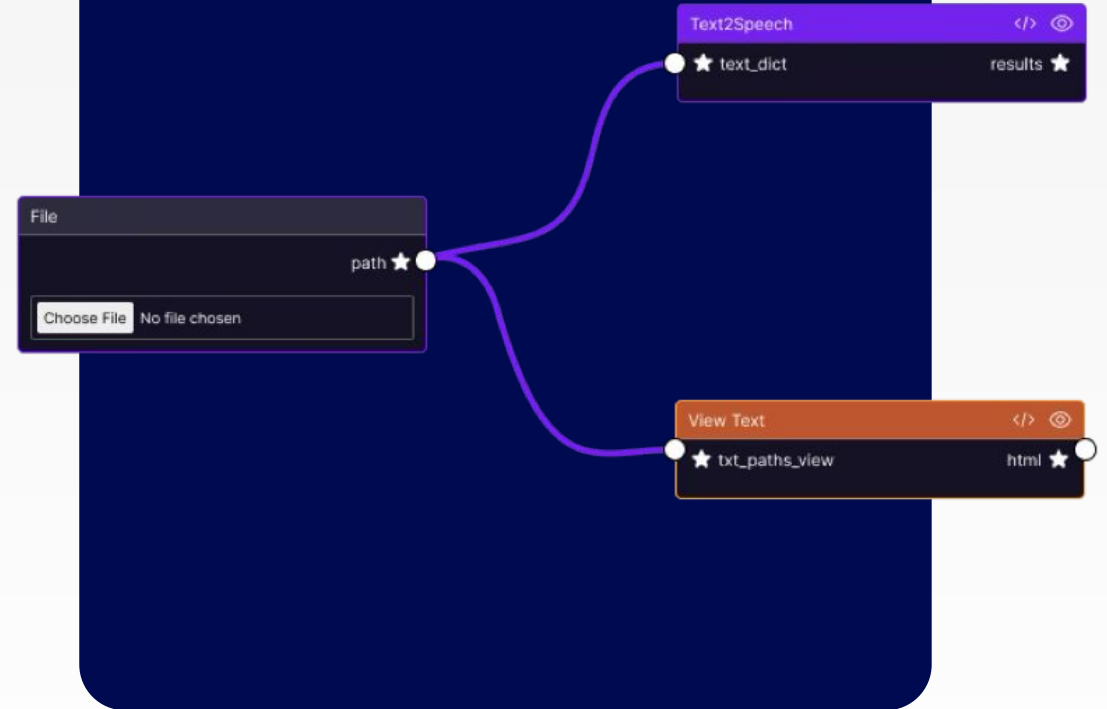 Text2Speech </>
text_dict results
File
path
Choose File No file chosen
View Text </>
txt_paths_view html